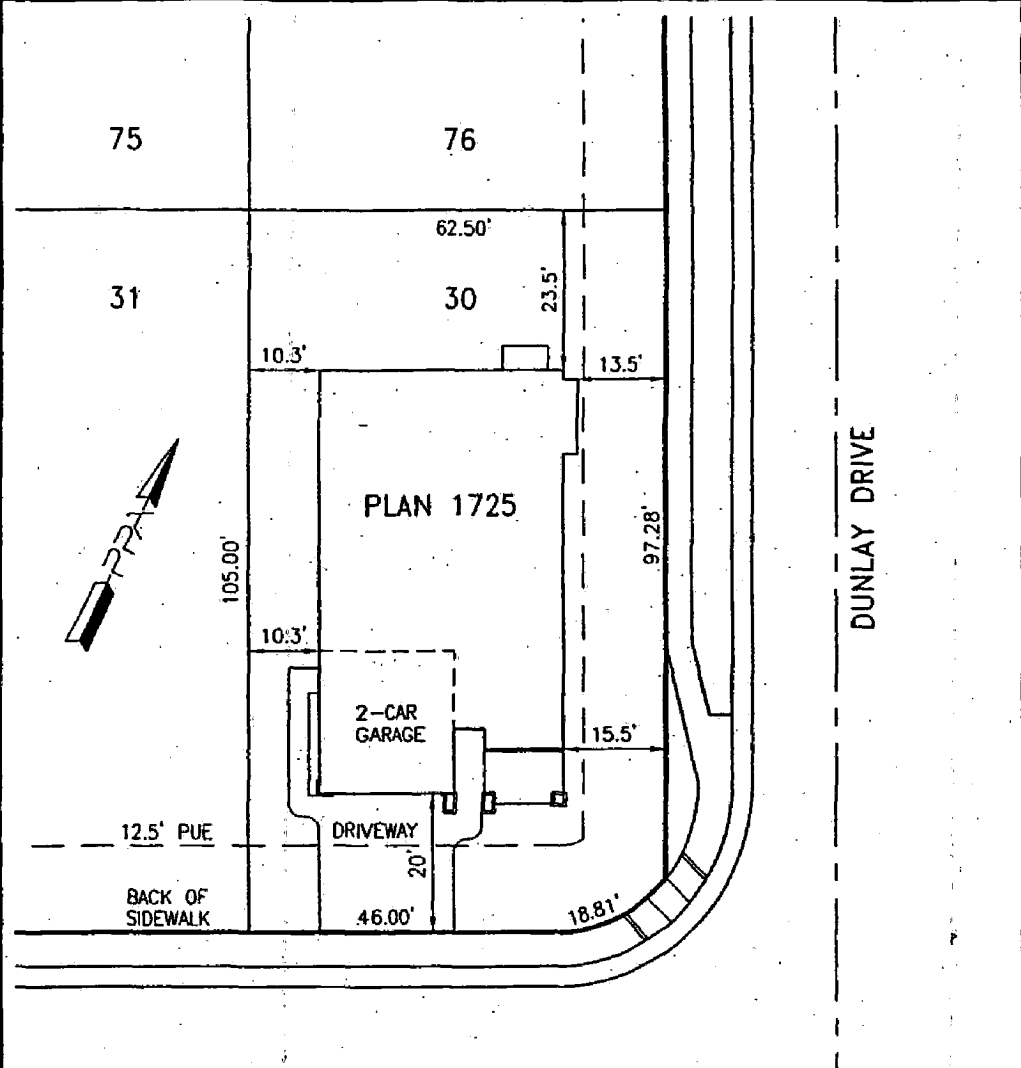 75
76
62.50'
31
30
23.5'
10.3'
13.5'
PLAN 1725
DUNLAY DRIVE
97.28'
105.00'
10.3'
2-CAR
GARAGE
15.5'
12.5' PUE
DRIVEWAY
20'
BACK OF
SIDEWALK
46.00'
18.81'